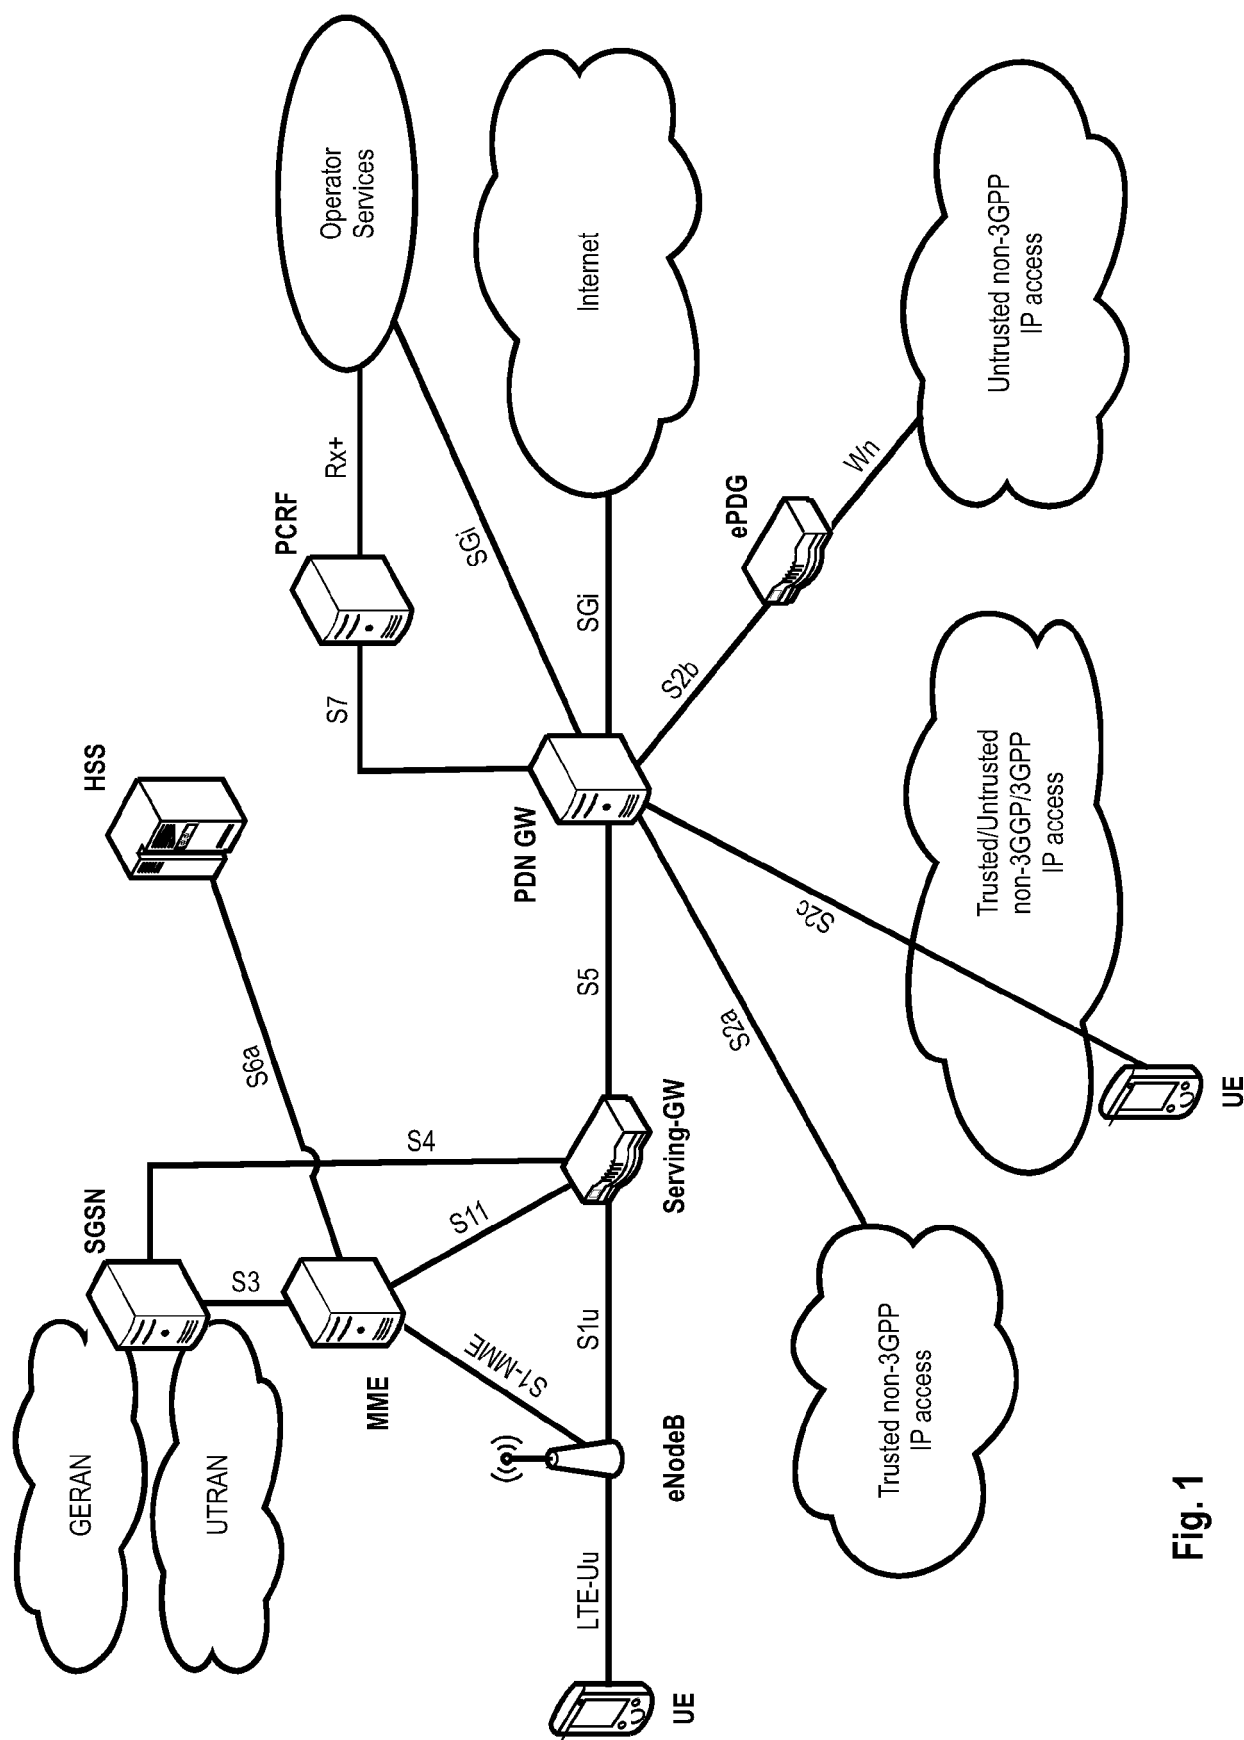 GERAN
UTRAN
SGSN
HSS
S3
S4
S6a
MME
S11
S1-MME
PCRF
S7
Rx+
Operator
Services
SGi
UE
LTE-Uu
eNodeB
S1u
Serving-GW
S5
PDN GW
SGi
Internet
S2a
S2c
S2b
ePDG
Wn
Trusted non-3GPP
IP access
Trusted/Untrusted
non-3GGP/3GPP
IP access
Untrusted non-3GPP
IP access
UE
Fig. 1